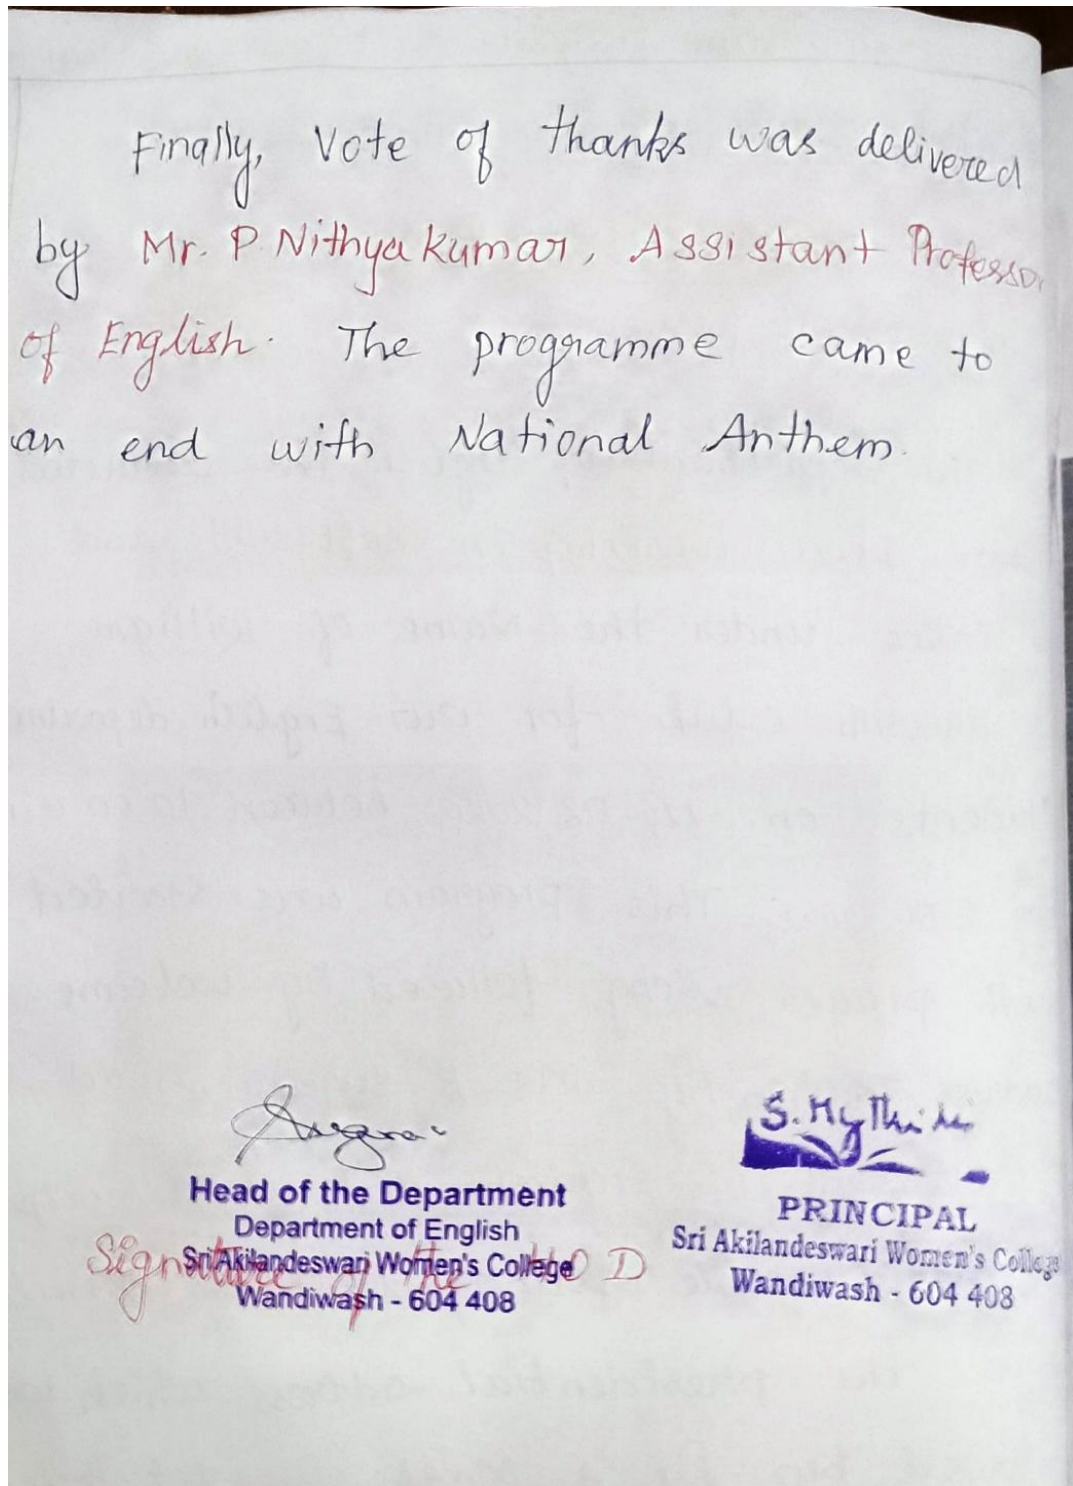 Finally, Vote of thanks was delivered
by Mr. P. Nithyakumar, Assistant Professor
of English. The programme came to
an end with National Anthem.
S. Mythili
Head of the Department
Department of English
Sri Akilandeswari Women's College
Wandiwash - 604 408
Signature of the HOD
PRINCIPAL
Sri Akilandeswari Women's College
Wandiwash - 604 408